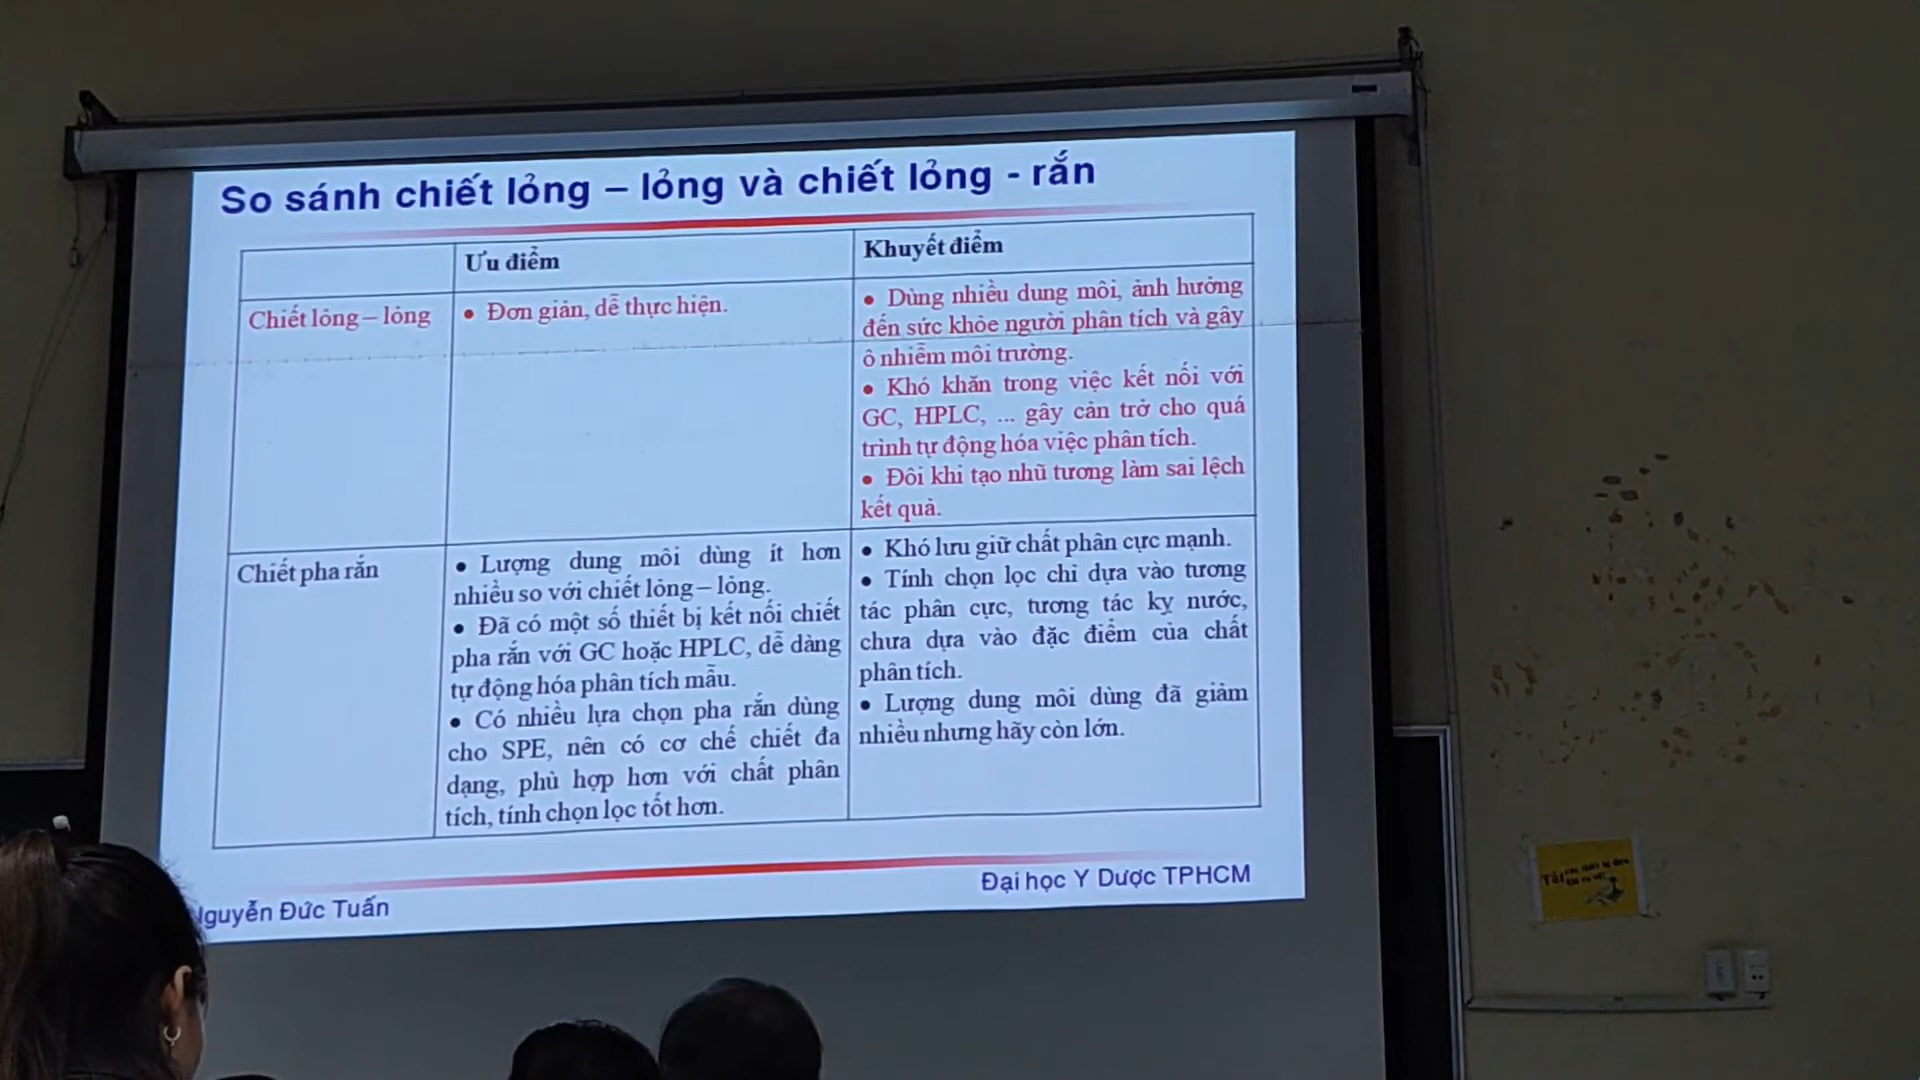 So sánh chiết lỏng – lỏng và chiết lỏng - rắn
Ưu điểm
Khuyết điểm
Chiết lỏng – lỏng
• Đơn giản, dễ thực hiện.
• Dùng nhiều dung môi, ảnh hưởng
đến sức khỏe người phân tích và gây
ô nhiễm môi trường.
• Khó khăn trong việc kết nối với
GC, HPLC, ... gây cản trở cho quá
trình tự động hóa việc phân tích.
• Đôi khi tạo nhũ tương làm sai lệch
kết quả.
Chiết pha rắn
• Lượng dung môi dùng ít hơn
nhiều so với chiết lỏng – lỏng.
• Đã có một số thiết bị kết nối chiết
pha rắn với GC hoặc HPLC, dễ dàng
tự động hóa phân tích mẫu.
• Có nhiều lựa chọn pha rắn dùng
cho SPE, nên có cơ chế chiết đa
dạng, phù hợp hơn với chất phân
tích, tính chọn lọc tốt hơn.
• Khó lưu giữ chất phân cực mạnh.
• Tính chọn lọc chỉ dựa vào tương
tác phân cực, tương tác kỵ nước,
chưa dựa vào đặc điểm của chất
phân tích.
• Lượng dung môi dùng đã giảm
nhiều nhưng hãy còn lớn.
Nguyễn Đức Tuấn
Đại học Y Dược TPHCM
Tắt